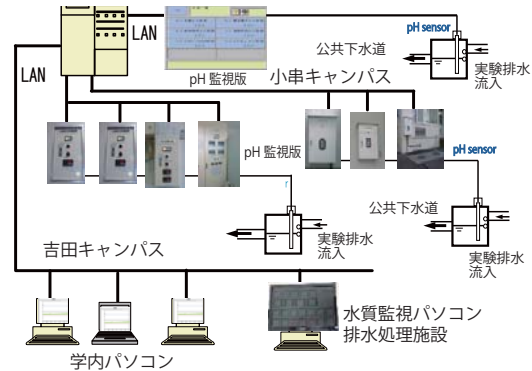 LAN
LAN
pH sensor
公共下水道
実験排水
流入
pH 監視版
小串キャンパス
pH 監視版
pH sensor
r
公共下水道
実験排水
流入
実験排水
流入
吉田キャンパス
水質監視パソコン
排水処理施設
学内パソコン